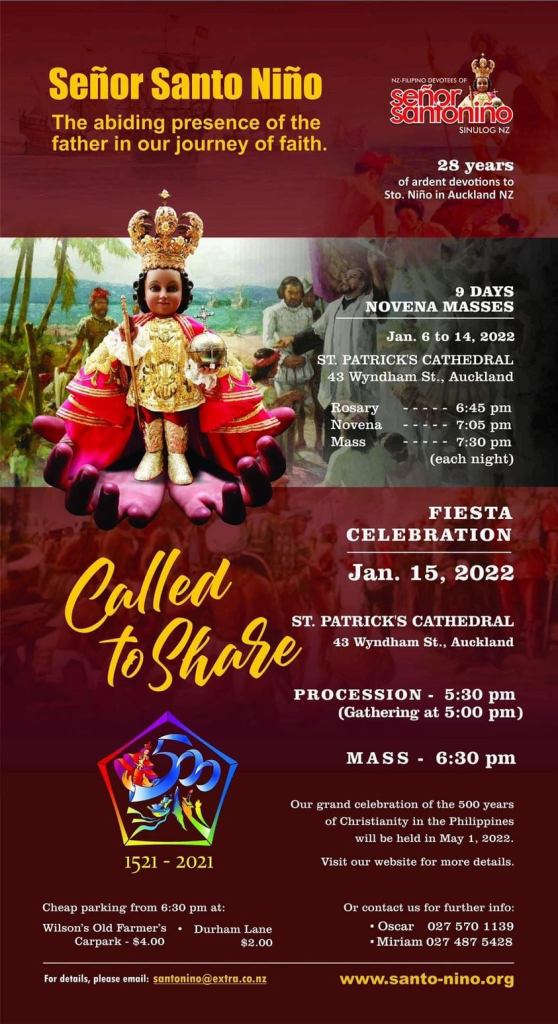 Señor Santo Niño
The abiding presence of the
father in our journey of faith.
NZ-FILIPINO DEVOTEES OF
señor
santoniño
SINULOG NZ
28 years
of ardent devotions to
Sto. Niño in Auckland NZ
9 DAYS
NOVENA MASSES
Jan. 6 to 14, 2022
ST. PATRICK'S CATHEDRAL
43 Wyndham St., Auckland
Rosary - - - - - 6:45 pm
Novena - - - - - 7:05 pm
Mass - - - - - 7:30 pm
(each night)
FIESTA
CELEBRATION
Jan. 15, 2022
Called
to Share
ST. PATRICK'S CATHEDRAL
43 Wyndham St., Auckland
PROCESSION - 5:30 pm
(Gathering at 5:00 pm)
MASS - 6:30 pm
500
1521 - 2021
Our grand celebration of the 500 years
of Christianity in the Philippines
will be held in May 1, 2022.
Visit our website for more details.
Cheap parking from 6:30 pm at:
Wilson's Old Farmer's • Durham Lane
Carpark - $4.00 $2.00
Or contact us for further info:
• Oscar 027 570 1139
• Miriam 027 487 5428
For details, please email: santonino@extra.co.nz
www.santo-nino.org